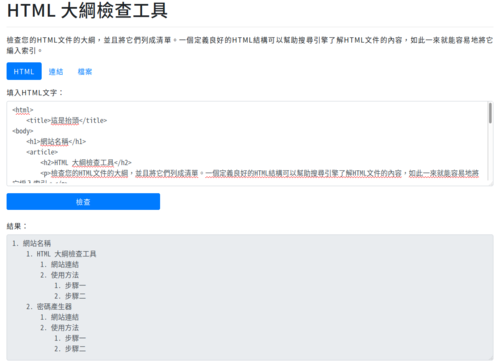 HTML 大綱檢查工具
檢查您的HTML文件的大綱，並且將它們列成清單。一個定義良好的HTML結構可以幫助搜尋引擎了解HTML文件的內容，如此一來就能容易地將它
編入索引。
HTML 連結 檔案
填入HTML文字：
<html>
<title>這是抬頭</title>
<body>
<h1>網站名稱</h1>
<article>
<h2>HTML 大綱檢查工具</h2>
<p>檢查您的HTML文件的大綱，並且將它們列成清單。一個定義良好的HTML結構可以幫助搜尋引擎了解HTML文件的內容，如此一來就能容易地將
檢查
結果：
1. 網站名稱
1. HTML 大綱檢查工具
1. 網站連結
2. 使用方法
1. 步驟一
2. 步驟二
2. 密碼產生器
1. 網站連結
2. 使用方法
1. 步驟一
2. 步驟二